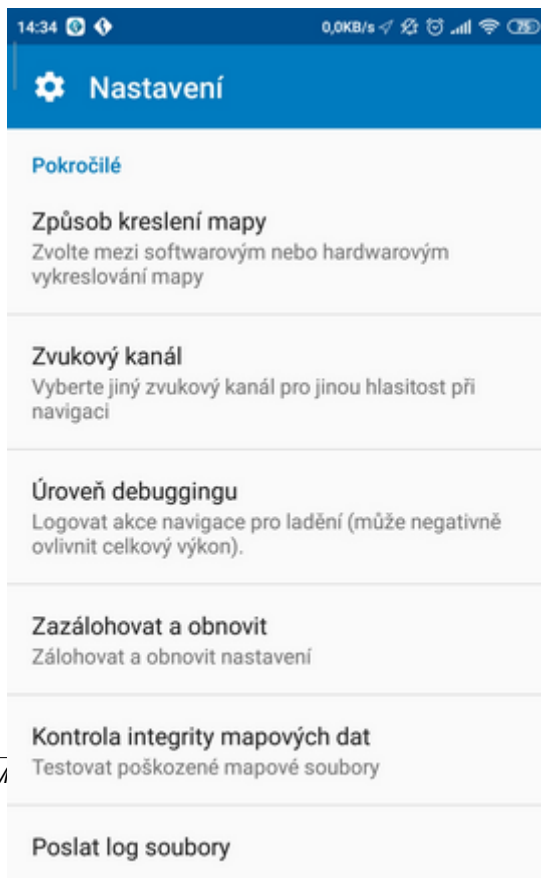 14:34 0,0KB/s 75
Nastavení
Pokročilé
Způsob kreslení mapy
Zvolte mezi softwarovým nebo hardwarovým
vykreslování mapy
Zvukový kanál
Vyberte jiný zvukový kanál pro jinou hlasitost při
navigaci
Úroveň debuggingu
Logovat akce navigace pro ladění (může negativně
ovlivnit celkový výkon).
Zazálohovat a obnovit
Zálohovat a obnovit nastavení
Kontrola integrity mapových dat
Testovat poškozené mapové soubory
Poslat log soubory